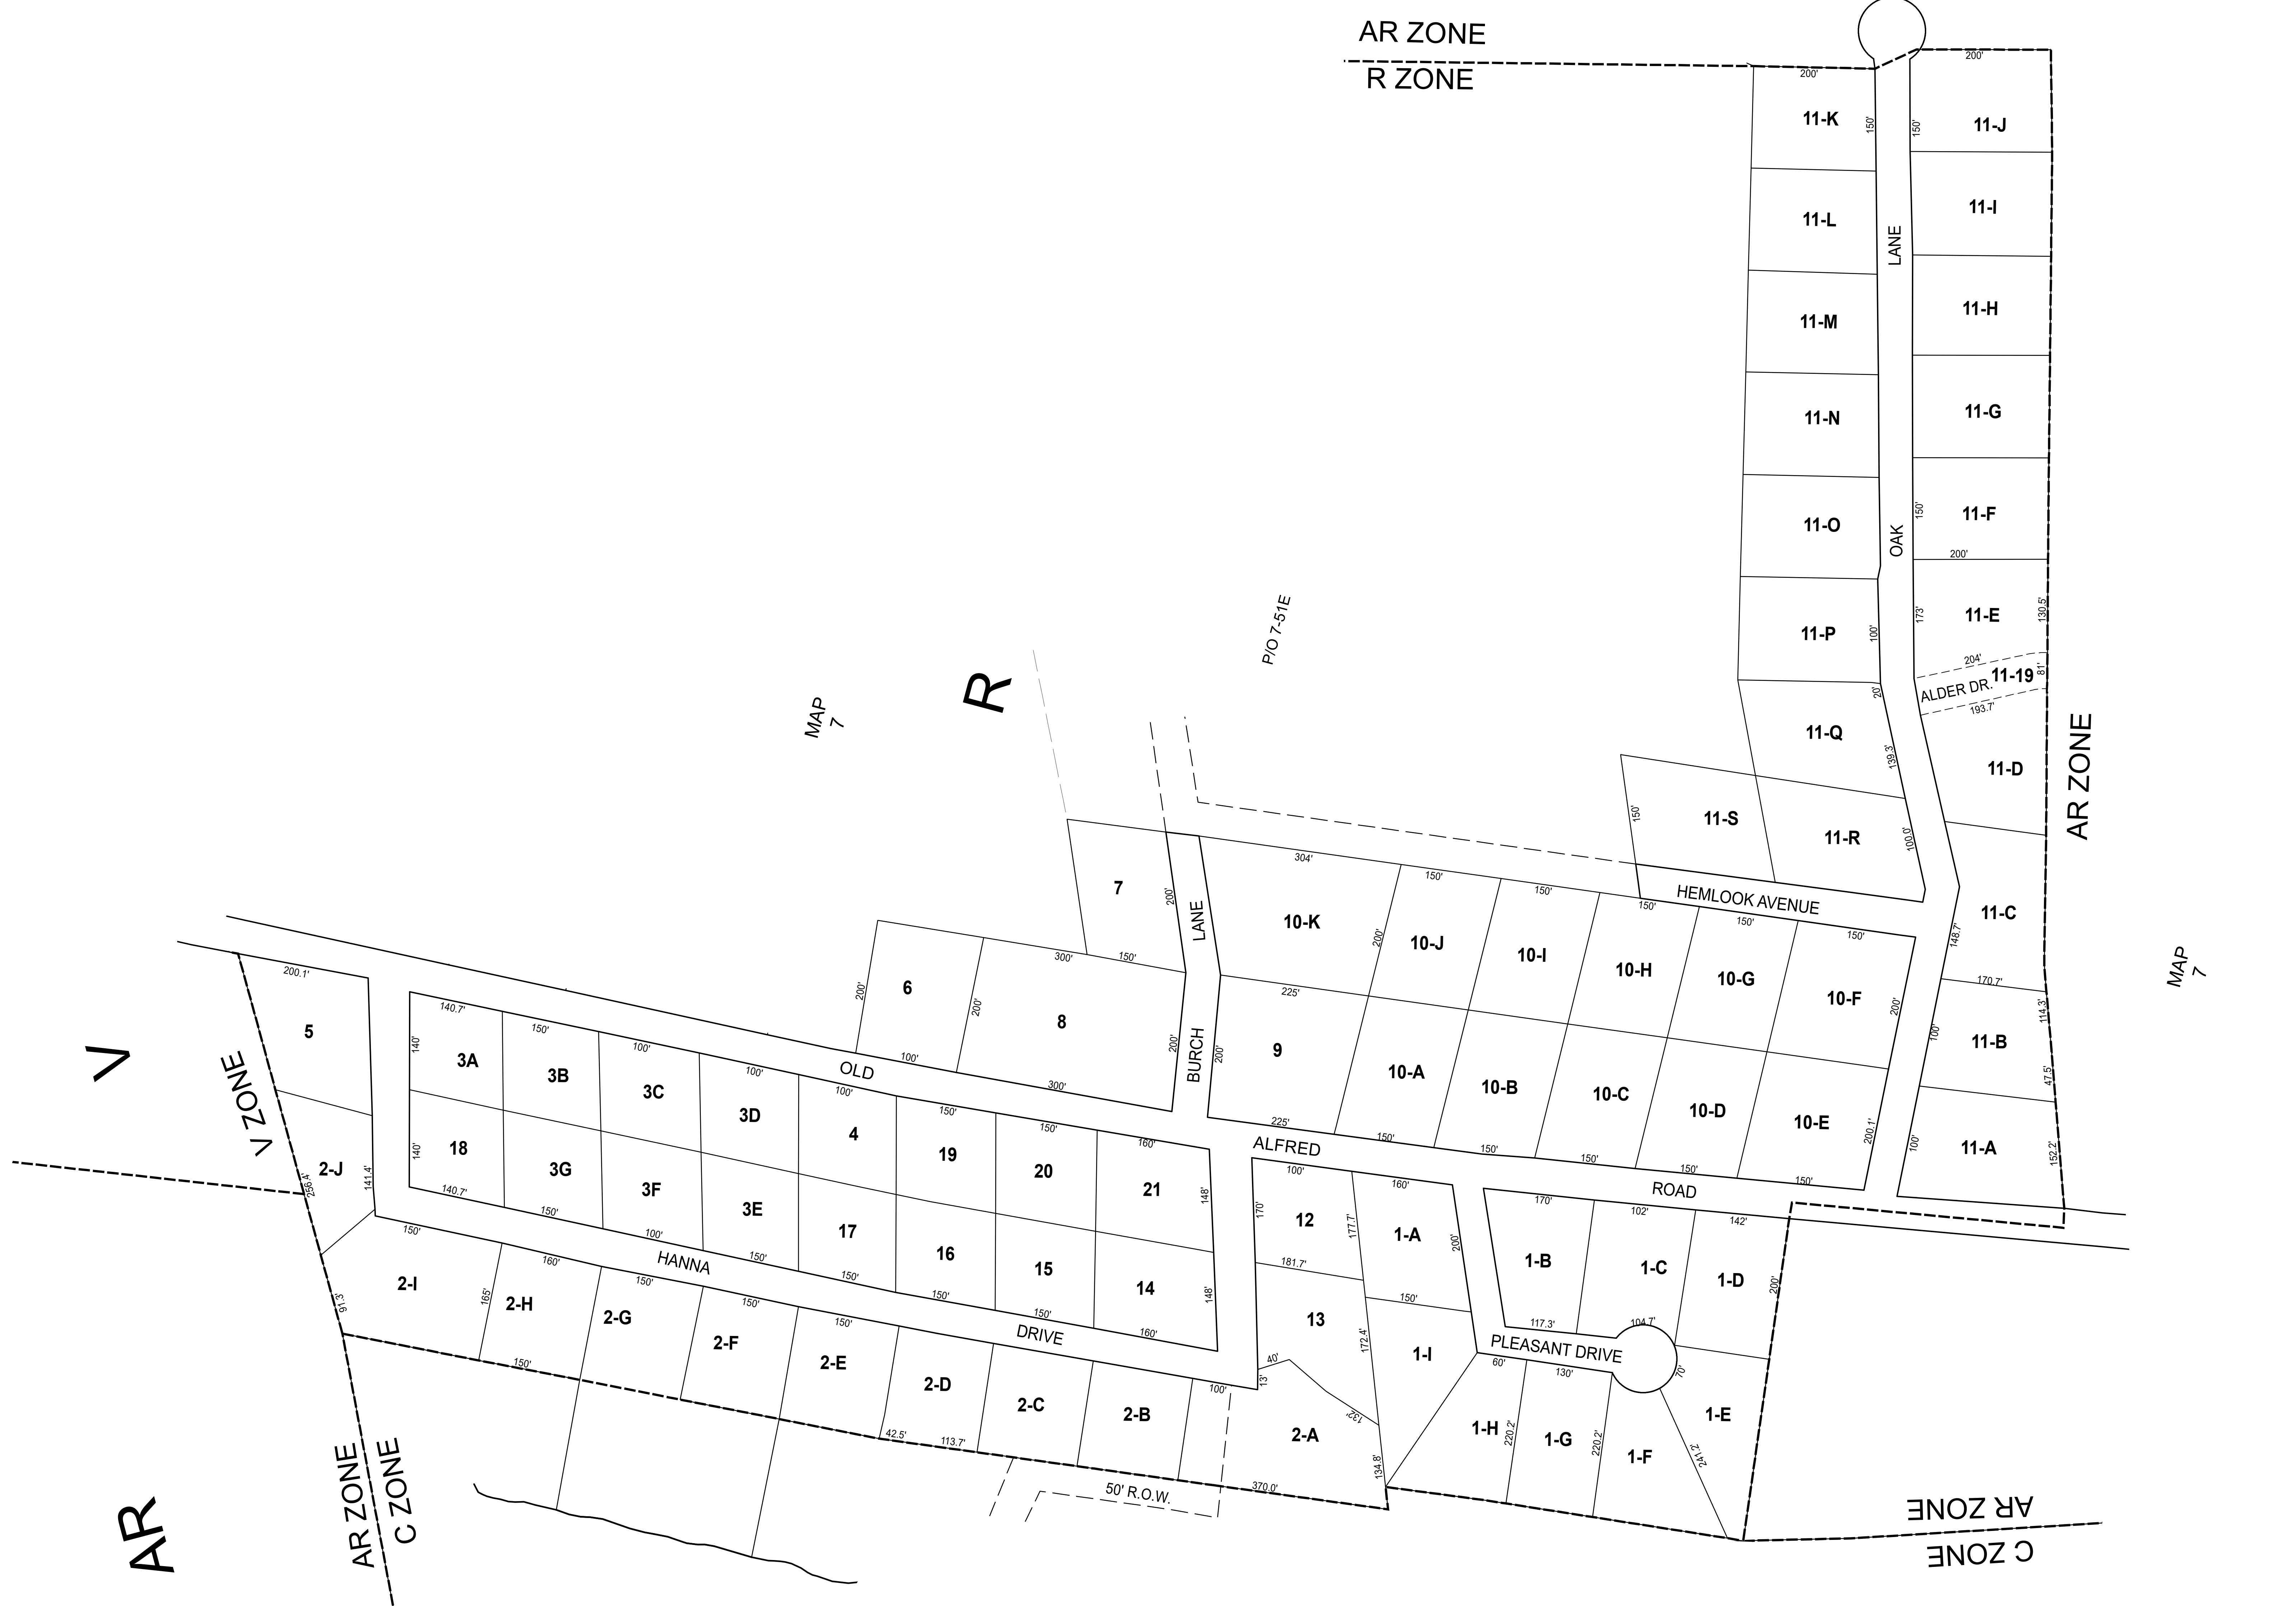 AR ZONE
R ZONE
200'
200'
11-K
150'
150'
11-J
11-L
LANE
11-I
11-M
11-H
11-N
11-G
11-O
OAK
150'
11-F
200'
11-P
100'
173'
11-E
130.5'
204'
11-19
81'
ALDER DR.
193.7'
20'
11-Q
139.3'
11-D
AR ZONE
P/O 7-51E
R
MAP
7
150'
11-S
11-R
100.0'
HEMLOOK AVENUE
11-C
148.7'
170.7'
114.3'
MAP
7
7
200'
150'
LANE
304'
10-K
200'
150'
10-J
150'
10-I
150'
10-H
150'
10-G
150'
10-F
200'
100'
11-B
47.5'
6
200'
200'
300'
8
200'
BURCH
200'
225'
9
10-A
10-B
10-C
10-D
10-E
200.1'
100'
11-A
152.2'
100'
300'
225'
150'
150'
150'
150'
150'
V
V ZONE
200.1'
5
2-J
256.4'
141.4'
OLD
ALFRED
ROAD
140.7'
150'
100'
100'
100'
150'
150'
160'
140'
3A
3B
3C
3D
4
19
20
21
148'
140'
18
3G
3F
3E
17
16
15
14
148'
140.7'
150'
100'
150'
150'
150'
150'
160'
HANNA
DRIVE
150'
160'
150'
150'
150'
100'
2-I
91.3'
165'
2-H
2-G
2-F
2-E
2-D
2-C
2-B
150'
42.5'
113.7'
50' R.O.W.
100'
170'
12
177.7'
181.7'
13
172.4'
40'
13'
132'
2-A
134.8'
370.0'
160'
1-A
200'
150'
1-I
170'
102'
142'
1-B
1-C
1-D
200'
117.3'
104.7'
PLEASANT DRIVE
60'
130'
70'
1-H
220.2'
1-G
220.2'
1-F
241.2'
1-E
AR
AR ZONE
C ZONE
AR ZONE
C ZONE